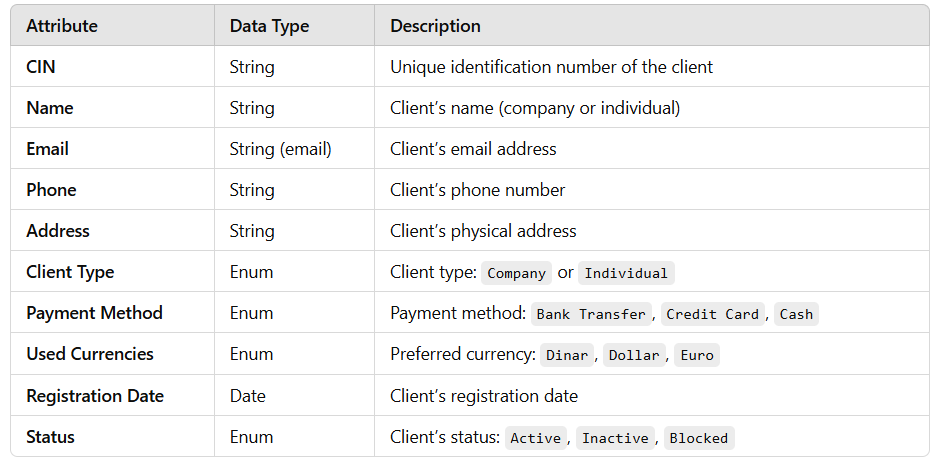 Attribute Data Type Description
CIN String Unique identification number of the client
Name String Client’s name (company or individual)
Email String (email) Client’s email address
Phone String Client’s phone number
Address String Client’s physical address
Client Type Enum Client type: Company or Individual
Payment Method Enum Payment method: Bank Transfer, Credit Card, Cash
Used Currencies Enum Preferred currency: Dinar, Dollar, Euro
Registration Date Date Client’s registration date
Status Enum Client’s status: Active, Inactive, Blocked